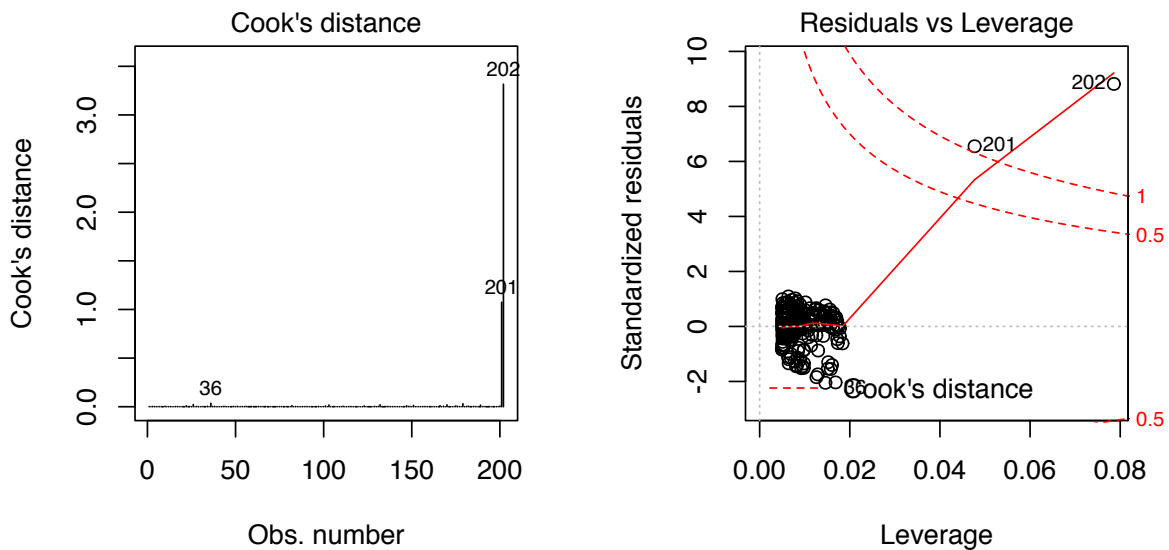 Cook's distance
Cook's distance
0.0
1.0
2.0
3.0
36
201
202
0 50 100 150 200
Obs. number
Residuals vs Leverage
Standardized residuals
-2
0
2
4
6
8
10
202
201
36
Cook's distance
1
0.5
0.5
0.00 0.02 0.04 0.06 0.08
Leverage